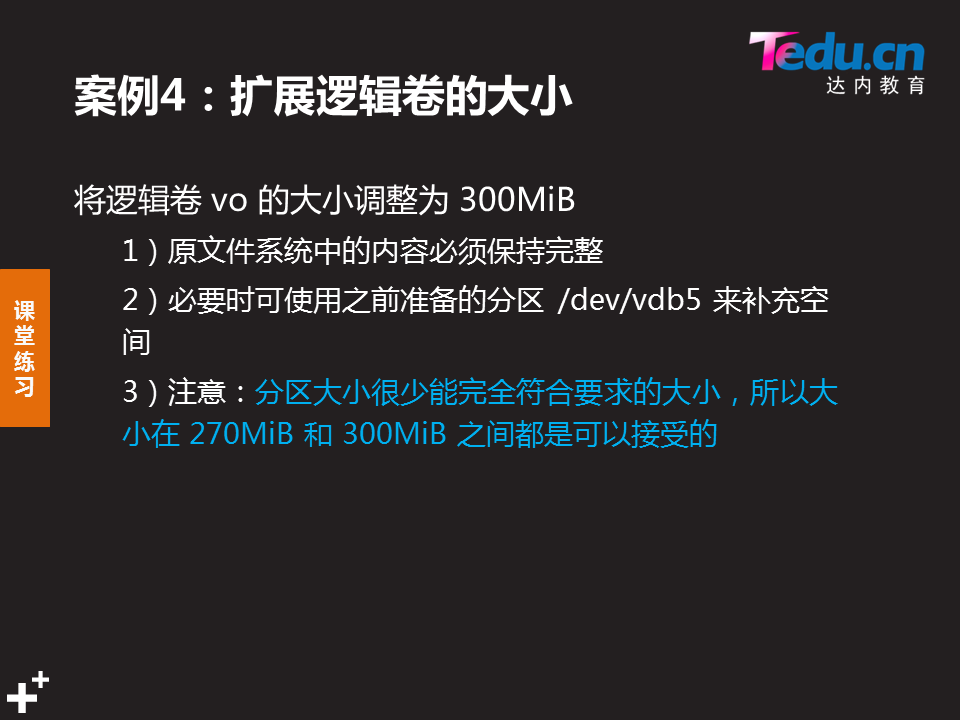 Tedu.cn
达内教育
案例4：扩展逻辑卷的大小
将逻辑卷 vo 的大小调整为 300MiB
1）原文件系统中的内容必须保持完整
2）必要时可使用之前准备的分区 /dev/vdb5 来补充空
间
3）注意：分区大小很少能完全符合要求的大小，所以大
小在 270MiB 和 300MiB 之间都是可以接受的
课
堂
练
习